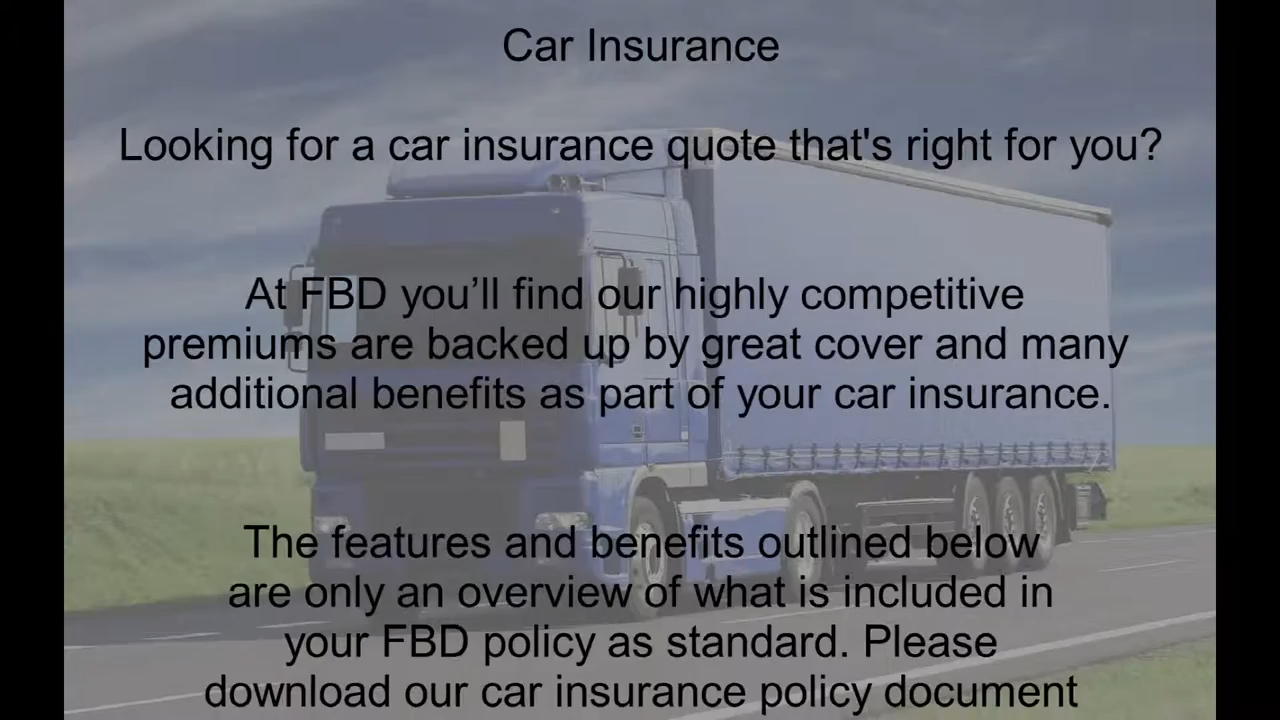 Car Insurance
Looking for a car insurance quote that's right for you?
At FBD you’ll find our highly competitive
premiums are backed up by great cover and many
additional benefits as part of your car insurance.
The features and benefits outlined below
are only an overview of what is included in
your FBD policy as standard. Please
download our car insurance policy document